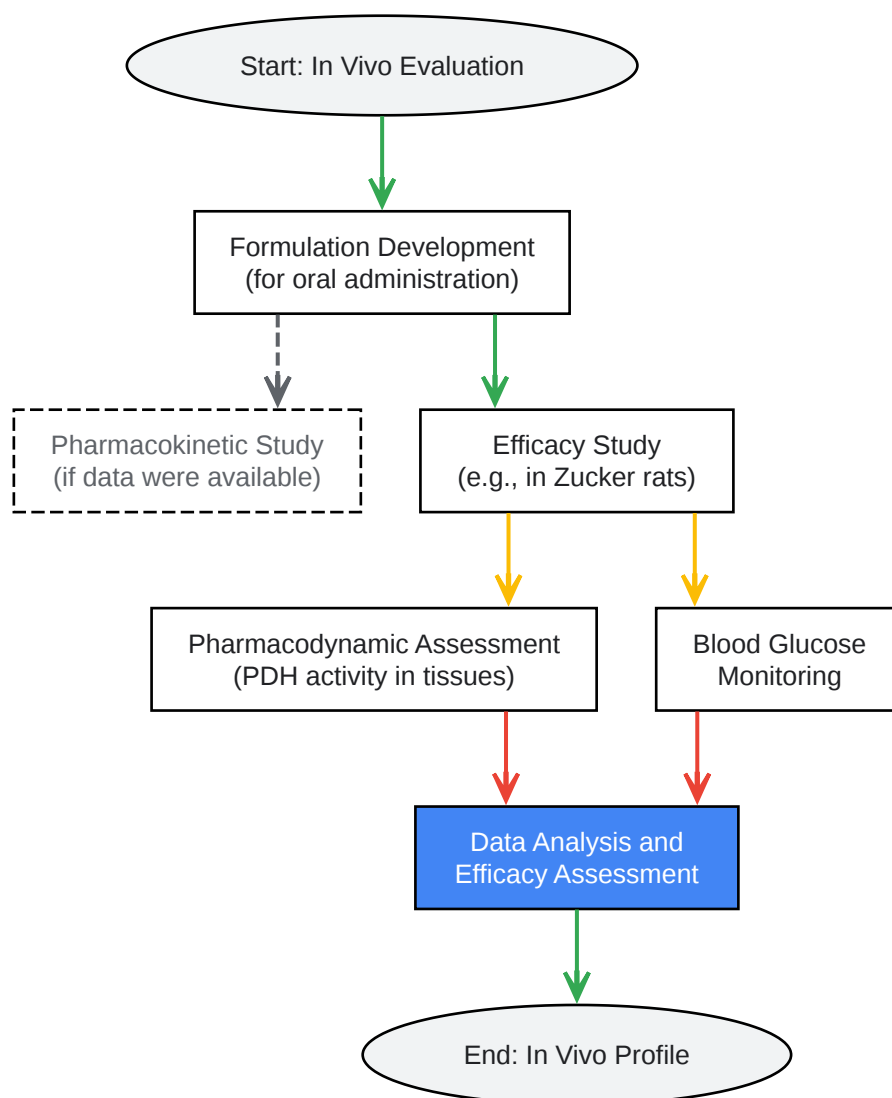 Start: In Vivo Evaluation
Formulation Development
(for oral administration)
Pharmacokinetic Study
(if data were available)
Efficacy Study
(e.g., in Zucker rats)
Pharmacodynamic Assessment
(PDH activity in tissues)
Blood Glucose
Monitoring
Data Analysis and
Efficacy Assessment
End: In Vivo Profile